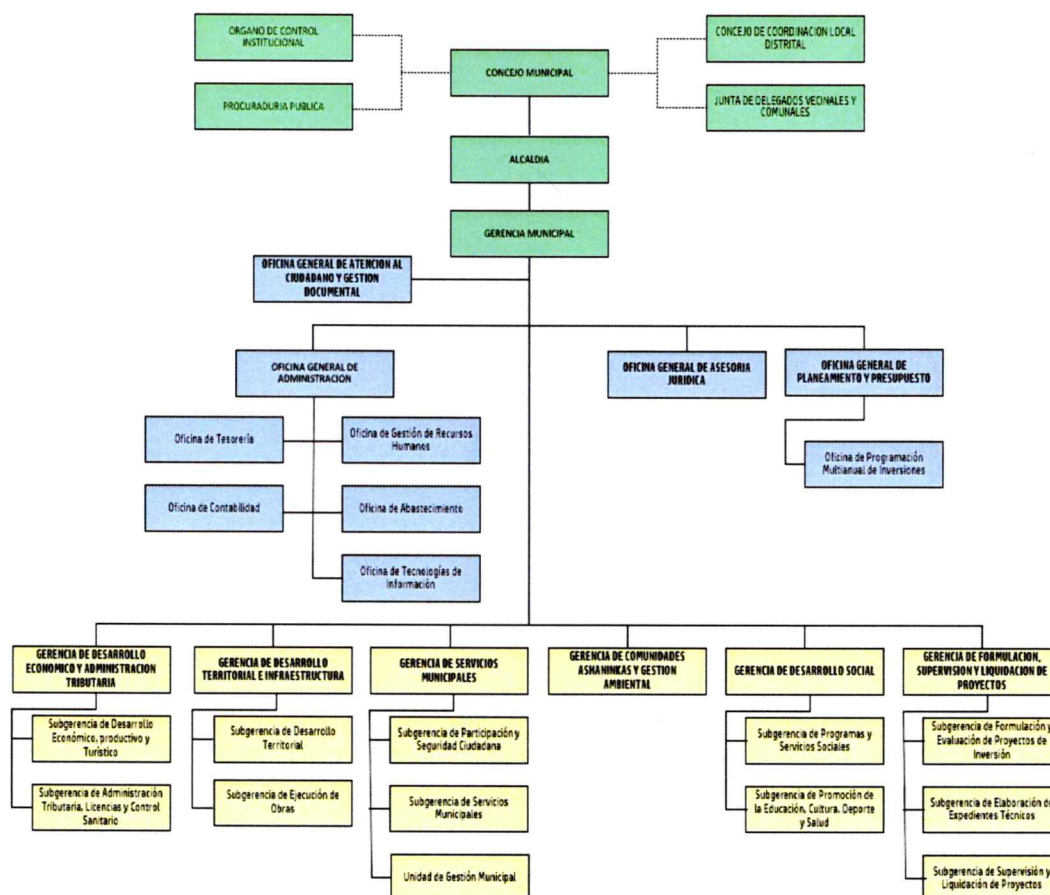 ORGANO DE CONTROL
INSTITUCIONAL
CONCEJO DE COORDINACION LOCAL
DISTRITAL
CONCEJO MUNICIPAL
PROCURADURIA PUBLICA
JUNTA DE DELEGADOS VECINALES Y
COMUNALES
ALCALDIA
GERENCIA MUNICIPAL
OFICINA GENERAL DE ATENCION AL
CIUDADANO Y GESTION
DOCUMENTAL
OFICINA GENERAL DE
ADMINISTRACION
OFICINA GENERAL DE ASESORIA
JURIDICA
OFICINA GENERAL DE
PLANEAMIENTO Y PRESUPUESTO
Oficina de Tesorería
Oficina de Gestión de Recursos
Humanos
Oficina de Programación
Multianual de Inversiones
Oficina de Contabilidad
Oficina de Abastecimiento
Oficina de Tecnologías de
Información
GERENCIA DE DESARROLLO
ECONOMICO Y ADMINISTRACION
TRIBUTARIA
GERENCIA DE DESARROLLO
TERRITORIAL E INFRAESTRUCTURA
GERENCIA DE SERVICIOS
MUNICIPALES
GERENCIA DE COMUNIDADES
ASHANINKAS Y GESTION
AMBIENTAL
GERENCIA DE DESARROLLO SOCIAL
GERENCIA DE FORMULACION,
SUPERVISION Y LIQUIDACION DE
PROYECTOS
Subgerencia de Desarrollo
Económico, productivo y
Turístico
Subgerencia de Desarrollo
Territorial
Subgerencia de Participación y
Seguridad Ciudadana
Subgerencia de Programas y
Servicios Sociales
Subgerencia de Formulación y
Evaluación de Proyectos de
Inversión
Subgerencia de Administración
Tributaria, Licencias y Control
Sanitario
Subgerencia de Ejecución de
Obras
Subgerencia de Servicios
Municipales
Subgerencia de Promoción de
la Educación, Cultura, Deporte
y Salud
Subgerencia de Elaboración de
Expedientes Técnicos
Unidad de Gestión Municipal
Subgerencia de Supervisión y
Liquidación de Proyectos